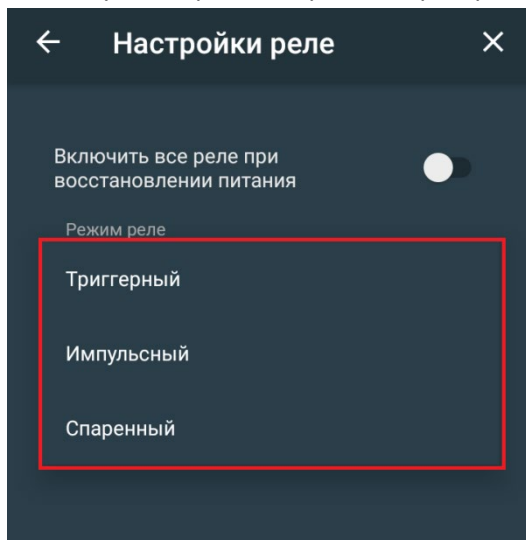 Настройки реле
Включить все реле при
восстановлении питания
Режим реле
Триггерный
Импульсный
Спаренный